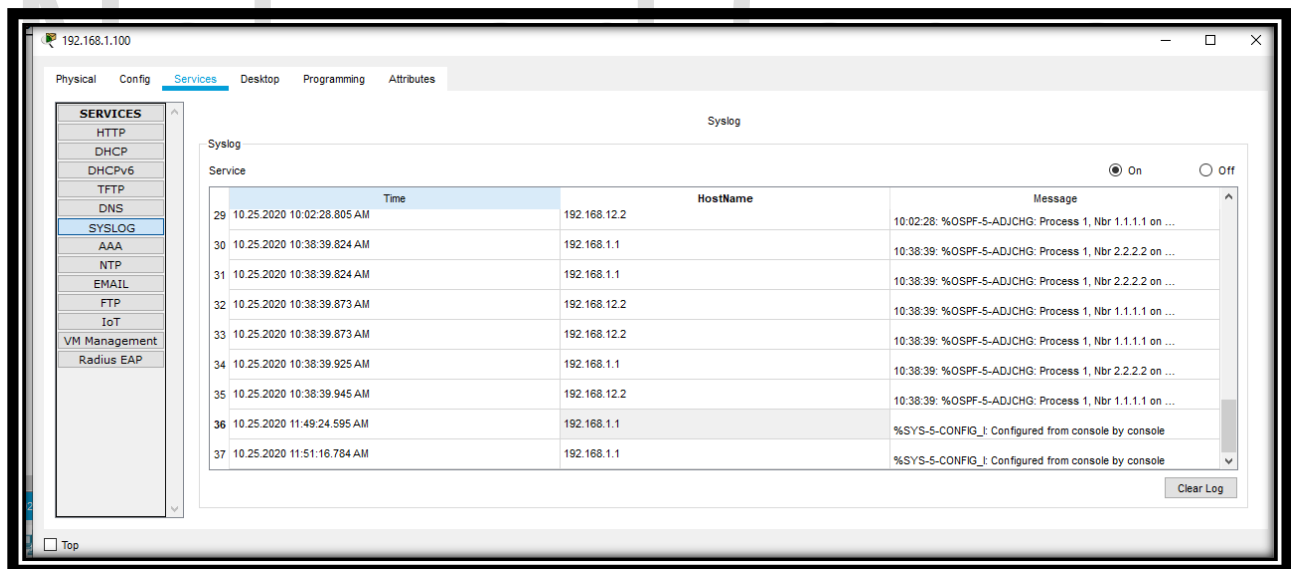 192.168.1.100
Physical Config Services Desktop Programming Attributes
SERVICES
HTTP
DHCP
DHCPv6
TFTP
DNS
SYSLOG
AAA
NTP
EMAIL
FTP
IoT
VM Management
Radius EAP
Syslog
Syslog
Service On Off
Time HostName Message
29 10.25.2020 10:02:28.805 AM 192.168.12.2 10:02:28: %OSPF-5-ADJCHG: Process 1, Nbr 1.1.1.1 on ...
30 10.25.2020 10:38:39.824 AM 192.168.1.1 10:38:39: %OSPF-5-ADJCHG: Process 1, Nbr 2.2.2.2 on ...
31 10.25.2020 10:38:39.824 AM 192.168.1.1 10:38:39: %OSPF-5-ADJCHG: Process 1, Nbr 2.2.2.2 on ...
32 10.25.2020 10:38:39.873 AM 192.168.12.2 10:38:39: %OSPF-5-ADJCHG: Process 1, Nbr 1.1.1.1 on ...
33 10.25.2020 10:38:39.873 AM 192.168.12.2 10:38:39: %OSPF-5-ADJCHG: Process 1, Nbr 1.1.1.1 on ...
34 10.25.2020 10:38:39.925 AM 192.168.1.1 10:38:39: %OSPF-5-ADJCHG: Process 1, Nbr 2.2.2.2 on ...
35 10.25.2020 10:38:39.945 AM 192.168.12.2 10:38:39: %OSPF-5-ADJCHG: Process 1, Nbr 1.1.1.1 on ...
36 10.25.2020 11:49:24.595 AM 192.168.1.1 %SYS-5-CONFIG_I: Configured from console by console
37 10.25.2020 11:51:16.784 AM 192.168.1.1 %SYS-5-CONFIG_I: Configured from console by console
Clear Log
Top